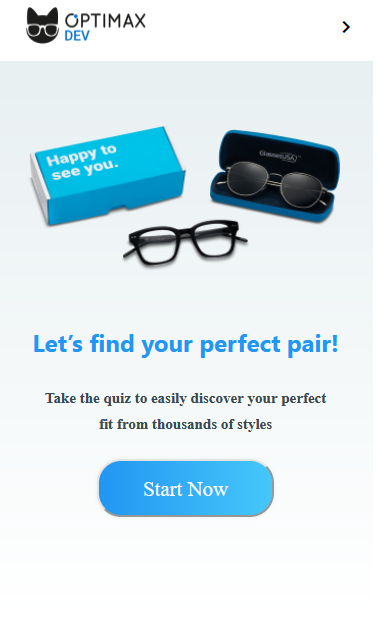 OPTIMAX
DEV
Happy to
see you.
GlassesUSA
Let's find your perfect pair!
Take the quiz to easily discover your perfect
fit from thousands of styles
Start Now